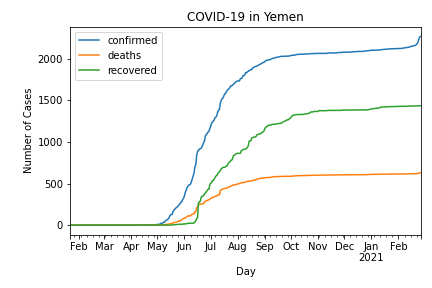 COVID-19 in Yemen
confirmed
deaths
recovered
Number of Cases
2000
1500
1000
500
0
Feb Mar Apr May Jun Jul Aug Sep Oct Nov Dec Jan Feb
2021
Day